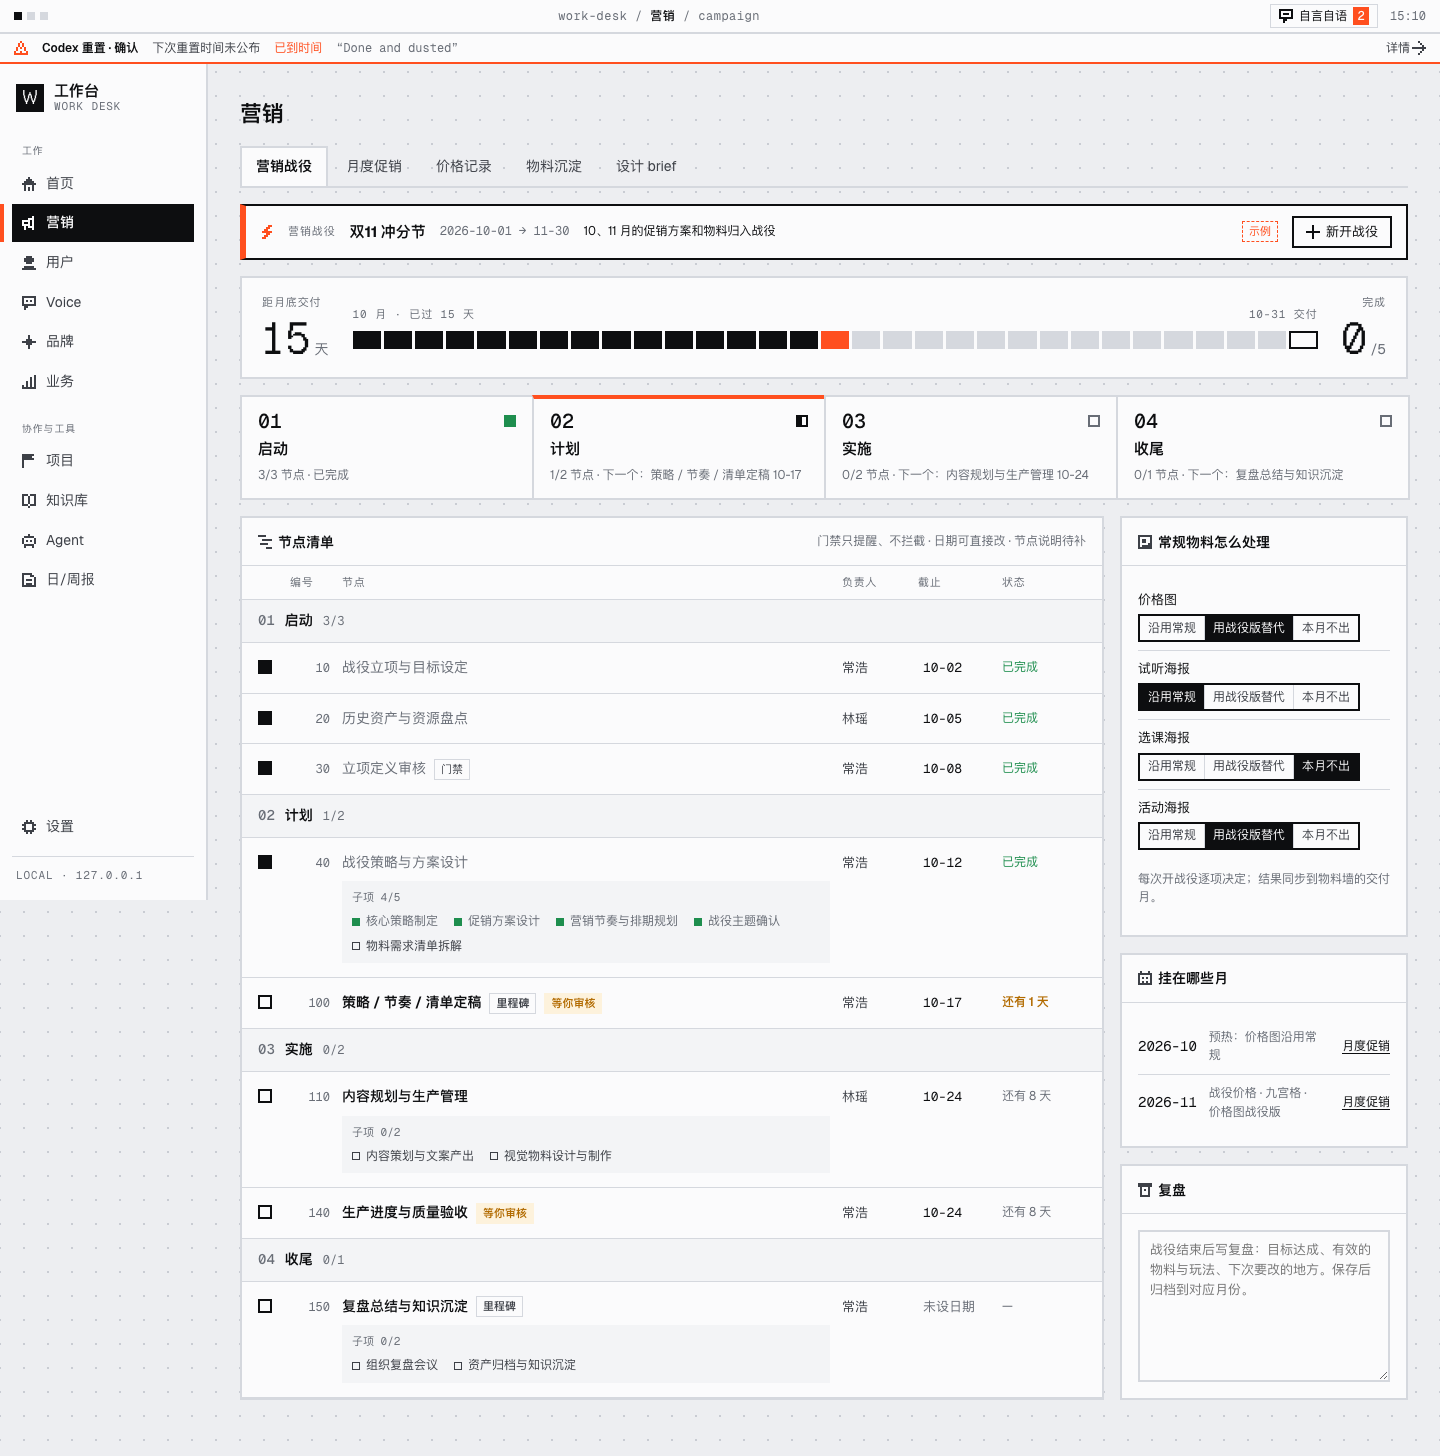 work-desk / 营销 / campaign
自言自语 2 15:10
Codex 重置 · 确认 下次重置时间未公布 已到时间 “Done and dusted” 详情
W 工作台
WORK DESK
工作
首页
营销
用户
Voice
品牌
业务
协作与工具
项目
知识库
Agent
日/周报
设置
LOCAL · 127.0.0.1
营销
营销战役 月度促销 价格记录 物料沉淀 设计 brief
营销战役 双11 冲分节 2026-10-01 → 11-30 10、11 月的促销方案和物料归入战役 示例 新开战役
距月底交付 完成
10 月 · 已过 15 天 10-31 交付
15 天 0 /5
01
启动
3/3 节点 · 已完成
02
计划
1/2 节点 · 下一个：策略 / 节奏 / 清单定稿 10-17
03
实施
0/2 节点 · 下一个：内容规划与生产管理 10-24
04
收尾
0/1 节点 · 下一个：复盘总结与知识沉淀
节点清单 门禁只提醒、不拦截 · 日期可直接改 · 节点说明待补
编号 节点 负责人 截止 状态
01 启动 3/3
10 战役立项与目标设定 常浩 10-02 已完成
20 历史资产与资源盘点 林瑶 10-05 已完成
30 立项定义审核 门禁 常浩 10-08 已完成
02 计划 1/2
40 战役策略与方案设计 常浩 10-12 已完成
子项 4/5
核心策略制定 促销方案设计 营销节奏与排期规划 战役主题确认
物料需求清单拆解
100 策略 / 节奏 / 清单定稿 里程碑 等你审核 常浩 10-17 还有 1 天
03 实施 0/2
110 内容规划与生产管理 林瑶 10-24 还有 8 天
子项 0/2
内容策划与文案产出 视觉物料设计与制作
140 生产进度与质量验收 等你审核 常浩 10-24 还有 8 天
04 收尾 0/1
150 复盘总结与知识沉淀 里程碑 常浩 未设日期 —
子项 0/2
组织复盘会议 资产归档与知识沉淀
常规物料怎么处理
价格图
沿用常规 用战役版替代 本月不出
试听海报
沿用常规 用战役版替代 本月不出
选课海报
沿用常规 用战役版替代 本月不出
活动海报
沿用常规 用战役版替代 本月不出
每次开战役逐项决定；结果同步到物料墙的交付
月。
挂在哪些月
2026-10 预热：价格图沿用常 月度促销
规
2026-11 战役价格 · 九宫格 · 月度促销
价格图战役版
复盘
战役结束后写复盘：目标达成、有效的
物料与玩法、下次要改的地方。保存后
归档到对应月份。